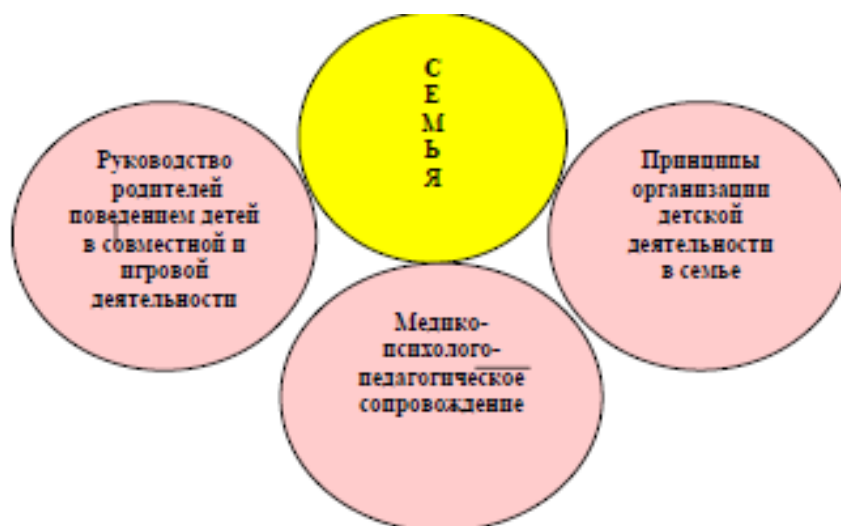 С
Е
М
Ь
Я
Руководство
родителей
поведением детей
в совместной и
игровой
деятельности
Принципы
организации
детской
деятельности
в семье
Медико-
психолого-
педагогическое
сопровождение